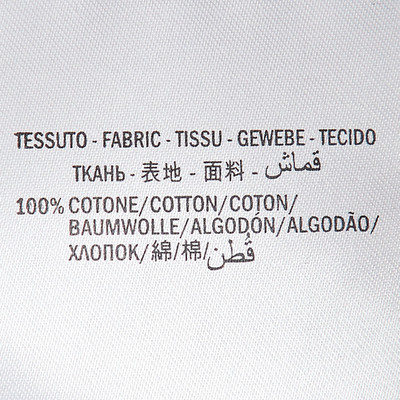 TESSUTO - FABRIC - TISSU - GEWEBE - TECIDO
ТКАНЬ - 表地 - 面料 - قماش
100% COTONE/COTTON/COTON/
BAUMWOLLE/ALGODÓN/ALGODÃO/
ХЛОПОК/綿/棉/قُطن